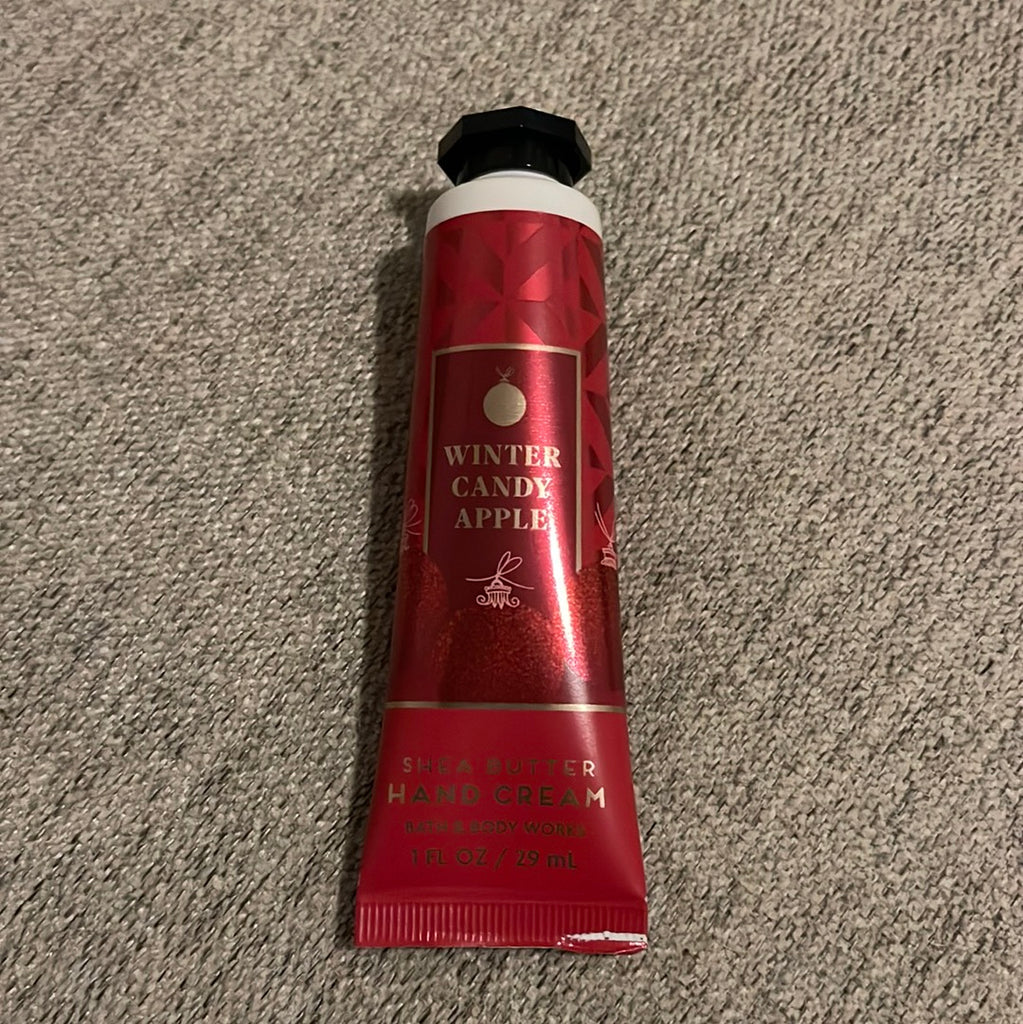 WINTER
CANDY
APPLE
SHEA BUTTER
HAND CREAM
BATH & BODY WORKS
1 FL OZ / 29 mL